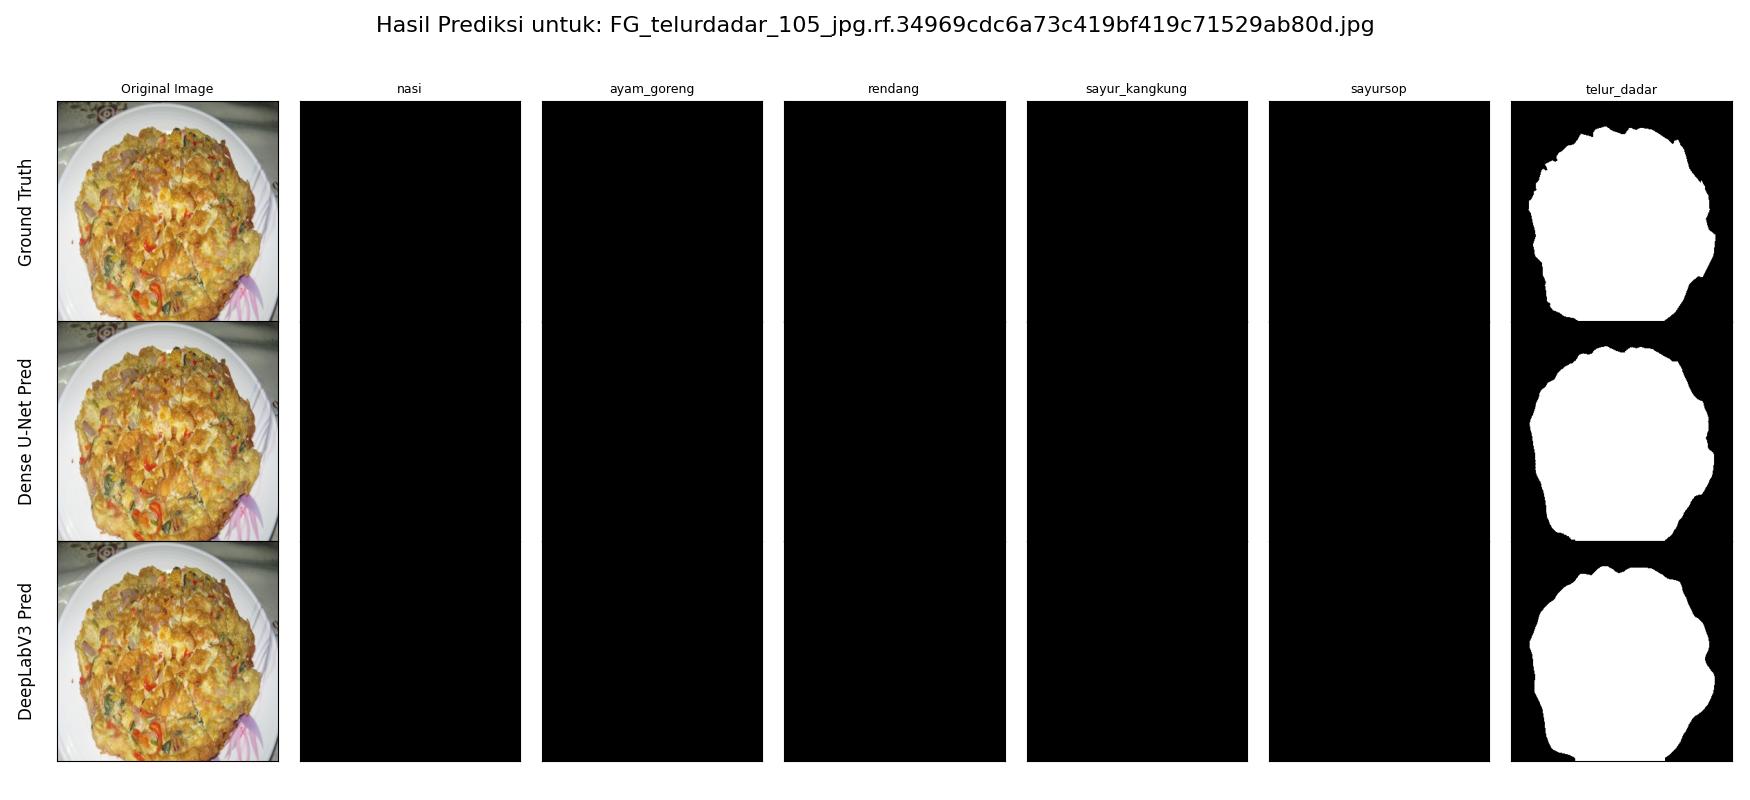 Hasil Prediksi untuk: FG_telurdadar_105_jpg.rf.34969cdc6a73c419bf419c71529ab80d.jpg
Original Image
nasi
ayam_goreng
rendang
sayur_kangkung
sayursop
telur_dadar
Ground Truth
Dense U-Net Pred
DeepLabV3 Pred